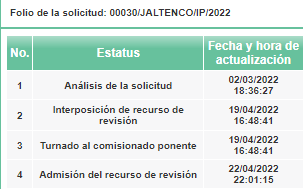 Folio de la solicitud: 00030/JALTENCO/IP/2022
No. Estatus Fecha y hora de actualización
1 Análisis de la solicitud 02/03/2022 18:36:27
2 Interposición de recurso de revisión 19/04/2022 16:48:41
3 Turnado al comisionado ponente 19/04/2022 16:48:41
4 Admisión del recurso de revisión 22/04/2022 22:01:15